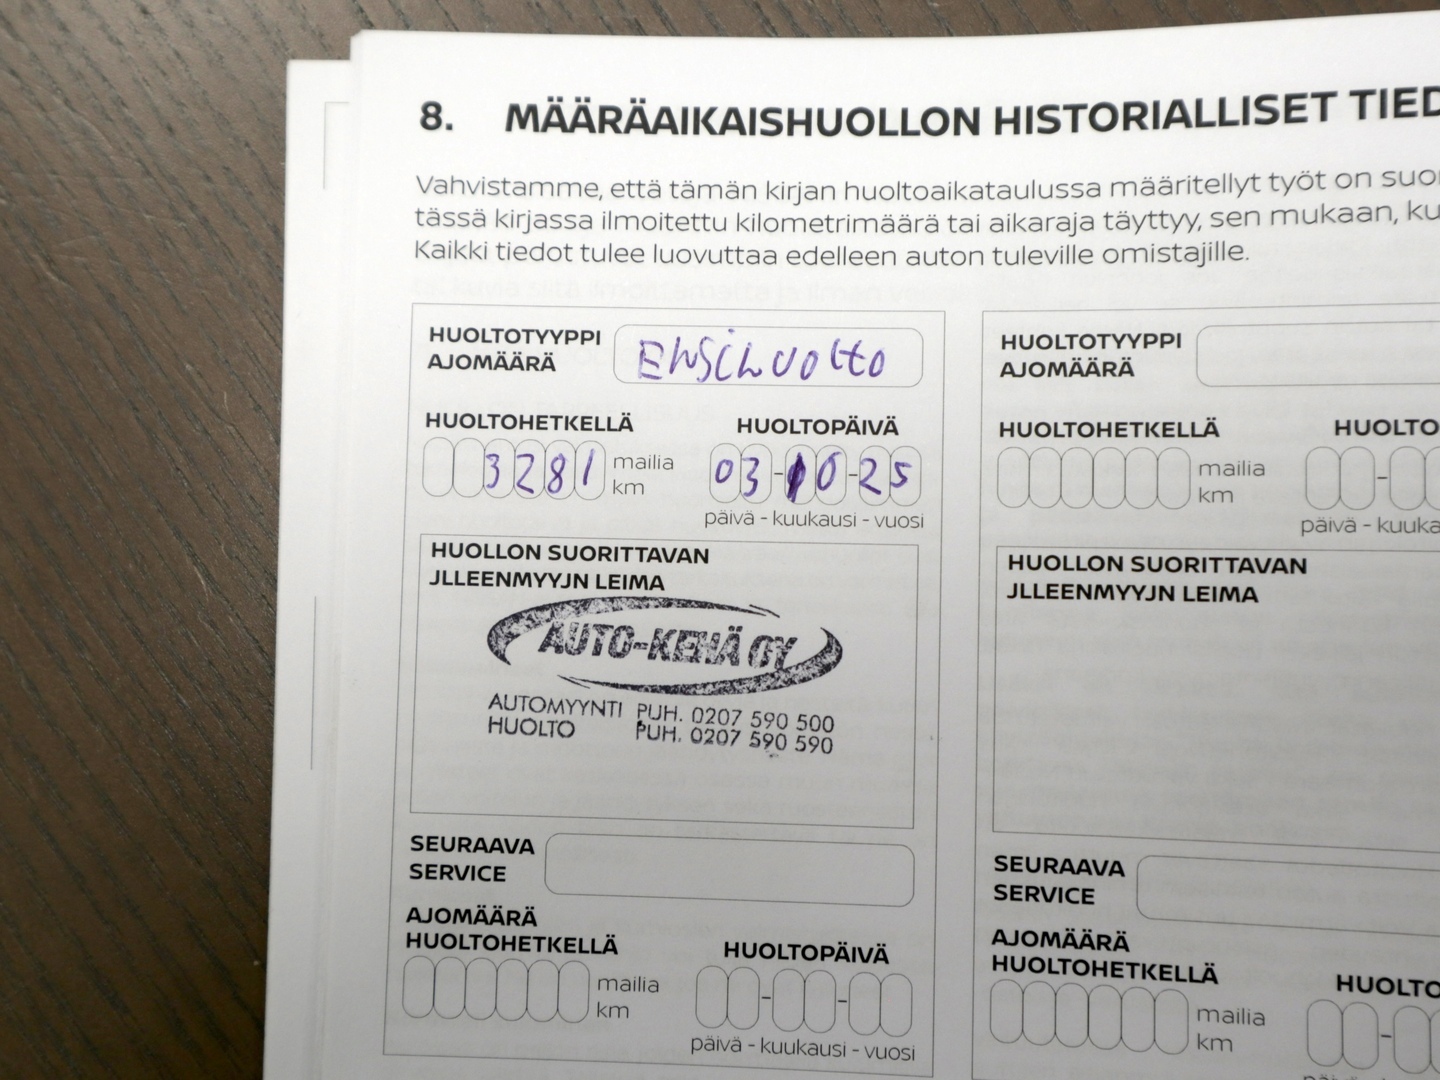 8. MÄÄRÄAIKAISHUOLLON HISTORIALLISET TIED
Vahvistamme, että tämän kirjan huoltoaikataulussa määritellyt työt on suor
tässä kirjassa ilmoitettu kilometrimäärä tai aikaraja täyttyy, sen mukaan, ku
Kaikki tiedot tulee luovuttaa edelleen auton tuleville omistajille.
HUOLTOTYYPPI
AJOMÄÄRÄ
Ensihuolto
HUOLTOHETKELLÄ
3281
mailia
km
HUOLTOPÄIVÄ
03-10-25
päivä - kuukausi - vuosi
HUOLLON SUORITTAVAN
JLLEENMYYJN LEIMA
AUTO-KEHÄ OY
AUTOMYYNTI PUH. 0207 590 500
HUOLTO PUH. 0207 590 590
SEURAAVA
SERVICE
AJOMÄÄRÄ
HUOLTOHETKELLÄ
mailia
km
HUOLTOPÄIVÄ
päivä - kuukausi - vuosi
HUOLTOTYYPPI
AJOMÄÄRÄ
HUOLTOHETKELLÄ
mailia
km
HUOLTO
päivä - kuuka
HUOLLON SUORITTAVAN
JLLEENMYYJN LEIMA
SEURAAVA
SERVICE
AJOMÄÄRÄ
HUOLTOHETKELLÄ
mailia
km
HUOLTO